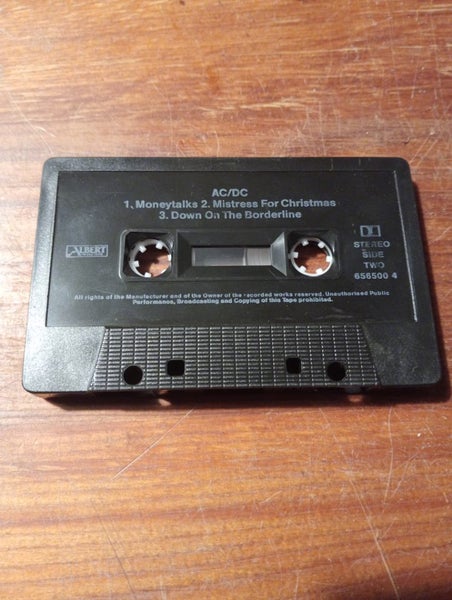 AC/DC
1. Moneytalks 2. Mistress For Christmas
3. Down On The Borderline
ALBERT
STEREO
SIDE
TWO
656500 4
All rights of the Manufacturer and of the Owner of the recorded works reserved. Unauthorised Public
Performance, Broadcasting and Copying of this Tape prohibited.